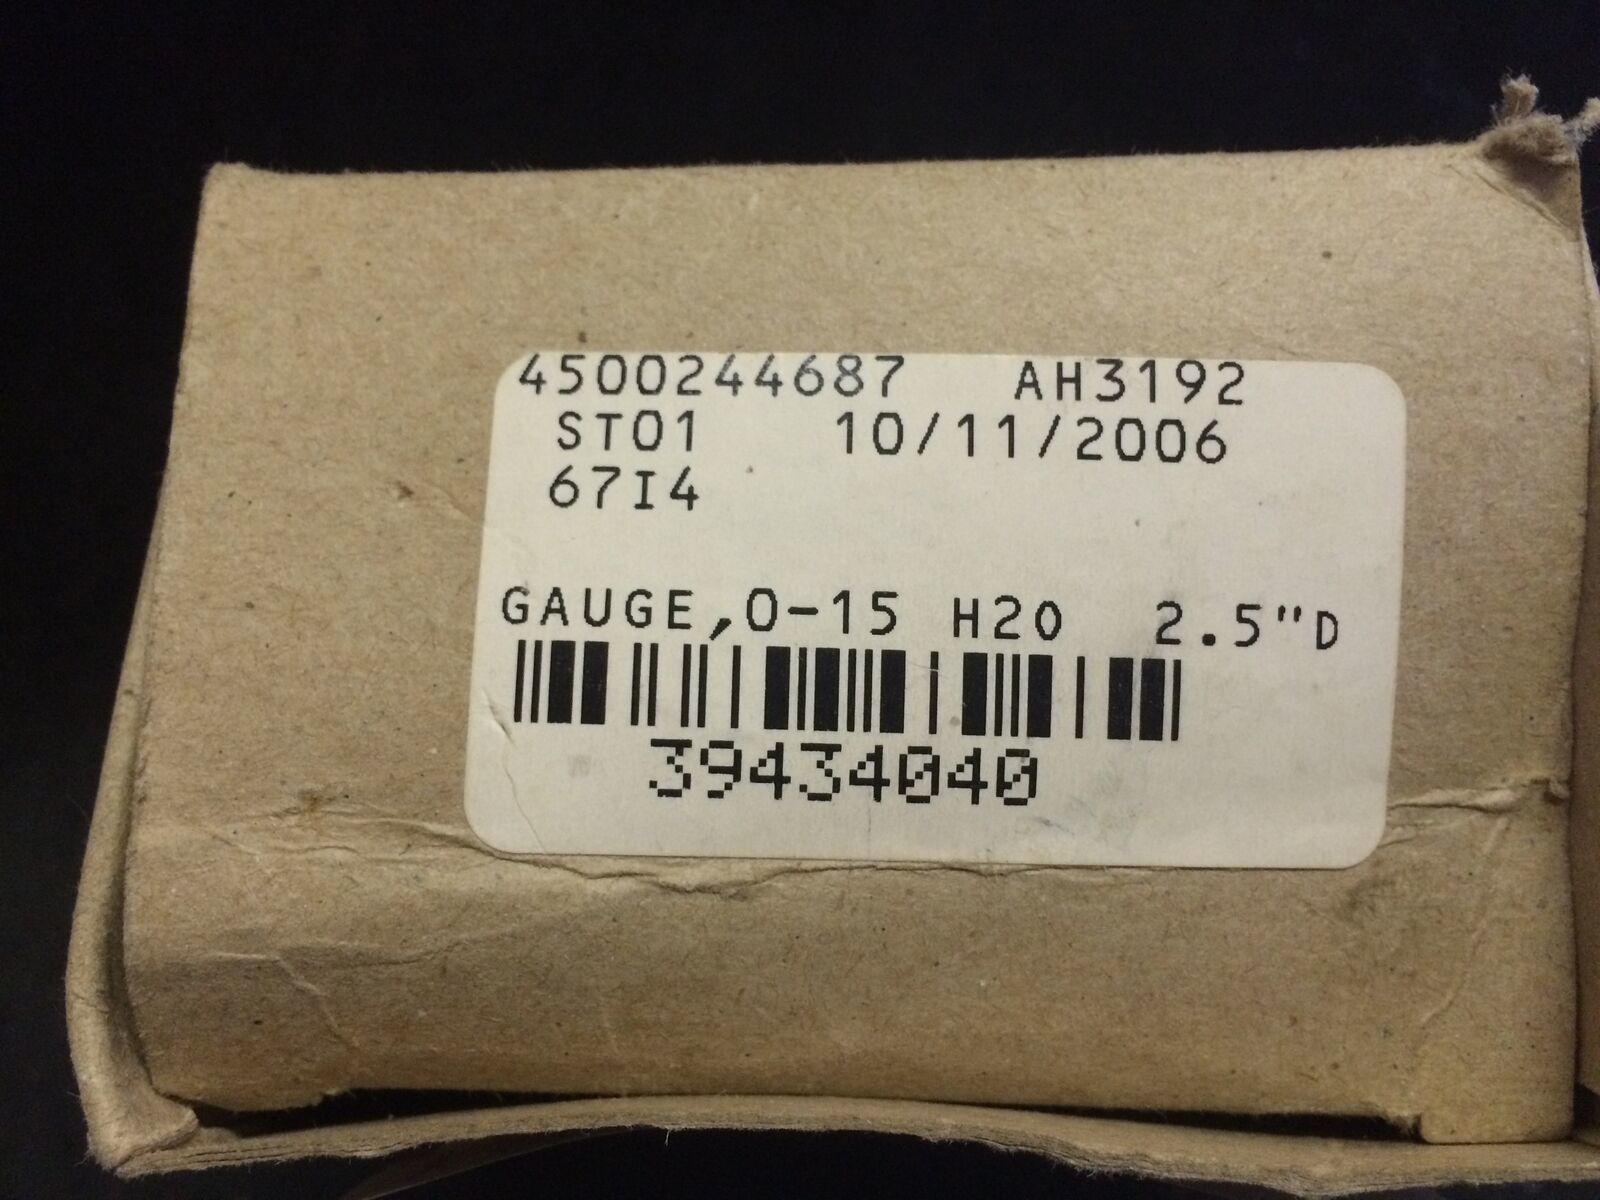 4500244687 AH3192
ST01 10/11/2006
67I4
GAUGE,0-15 H20 2.5"D
39434040